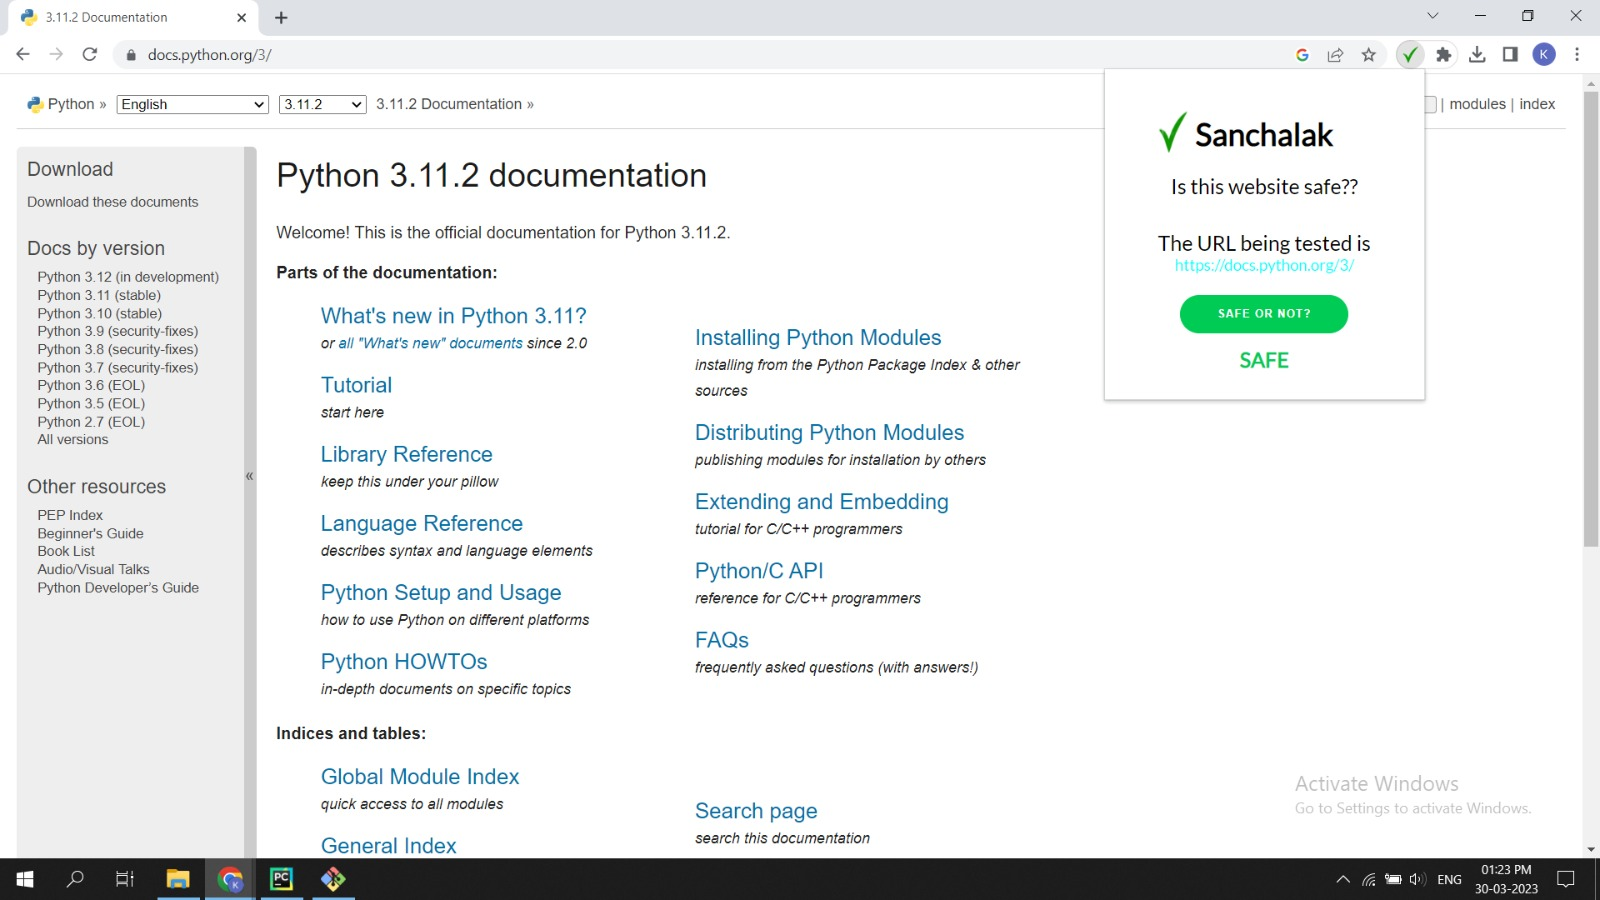 3.11.2 Documentation
docs.python.org/3/
K
Python »
English
3.11.2
3.11.2 Documentation »
| modules | index
Download
Download these documents
Docs by version
Python 3.12 (in development)
Python 3.11 (stable)
Python 3.10 (stable)
Python 3.9 (security-fixes)
Python 3.8 (security-fixes)
Python 3.7 (security-fixes)
Python 3.6 (EOL)
Python 3.5 (EOL)
Python 2.7 (EOL)
All versions
Other resources
PEP Index
Beginner's Guide
Book List
Audio/Visual Talks
Python Developer's Guide
«
Python 3.11.2 documentation
Welcome! This is the official documentation for Python 3.11.2.
Parts of the documentation:
What's new in Python 3.11?
or all "What's new" documents since 2.0
Tutorial
start here
Library Reference
keep this under your pillow
Language Reference
describes syntax and language elements
Python Setup and Usage
how to use Python on different platforms
Python HOWTOs
in-depth documents on specific topics
Installing Python Modules
installing from the Python Package Index & other
sources
Distributing Python Modules
publishing modules for installation by others
Extending and Embedding
tutorial for C/C++ programmers
Python/C API
reference for C/C++ programmers
FAQs
frequently asked questions (with answers!)
Indices and tables:
Global Module Index
quick access to all modules
General Index
Search page
search this documentation
Sanchalak
Is this website safe??
The URL being tested is
https://docs.python.org/3/
SAFE OR NOT?
SAFE
Activate Windows
Go to Settings to activate Windows.
K
PC
ENG
01:23 PM
30-03-2023